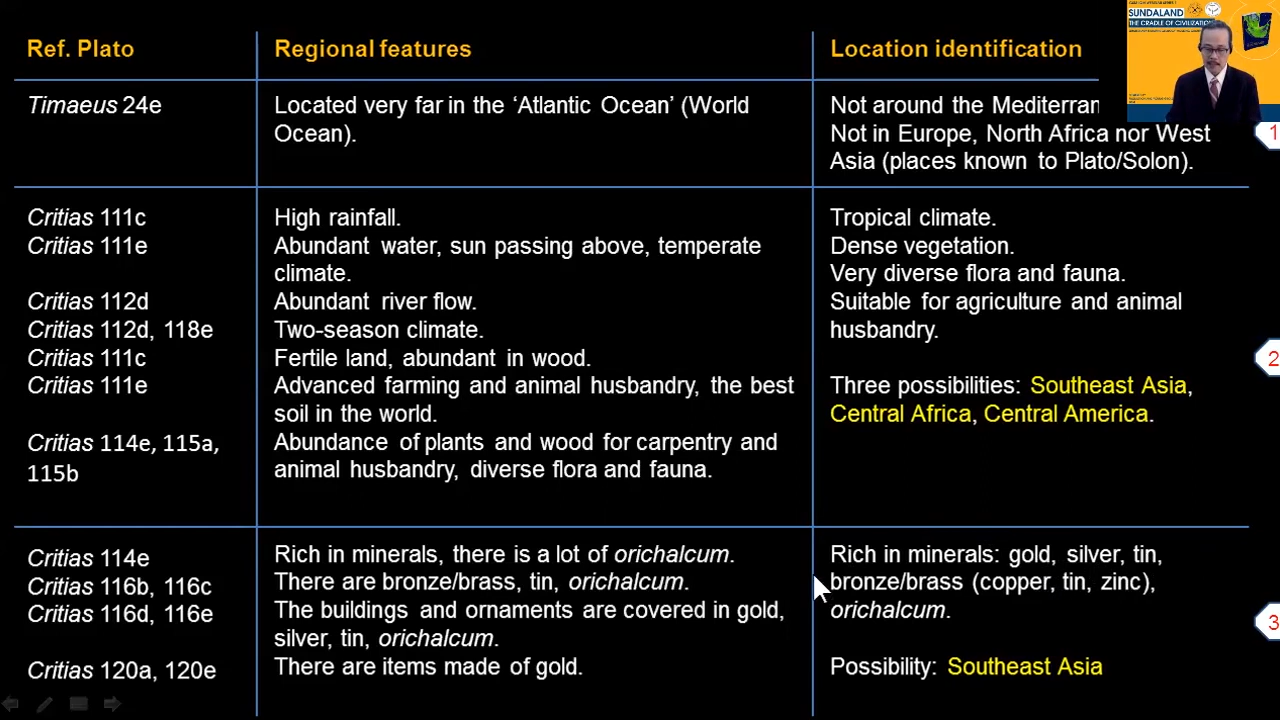 Ref. Plato
Regional features
Location identification
SUNDALAND
THE CRADLE OF CIVILIZATION
Timaeus 24e
Located very far in the ‘Atlantic Ocean’ (World
Ocean).
Not around the Mediterran
Not in Europe, North Africa nor West
Asia (places known to Plato/Solon).
1
Critias 111c
Critias 111e
Critias 112d
Critias 112d, 118e
Critias 111c
Critias 111e
Critias 114e, 115a,
115b
High rainfall.
Abundant water, sun passing above, temperate
climate.
Abundant river flow.
Two-season climate.
Fertile land, abundant in wood.
Advanced farming and animal husbandry, the best
soil in the world.
Abundance of plants and wood for carpentry and
animal husbandry, diverse flora and fauna.
Tropical climate.
Dense vegetation.
Very diverse flora and fauna.
Suitable for agriculture and animal
husbandry.
Three possibilities: Southeast Asia,
Central Africa, Central America.
2
Critias 114e
Critias 116b, 116c
Critias 116d, 116e
Critias 120a, 120e
Rich in minerals, there is a lot of orichalcum.
There are bronze/brass, tin, orichalcum.
The buildings and ornaments are covered in gold,
silver, tin, orichalcum.
There are items made of gold.
Rich in minerals: gold, silver, tin,
bronze/brass (copper, tin, zinc),
orichalcum.
Possibility: Southeast Asia
3